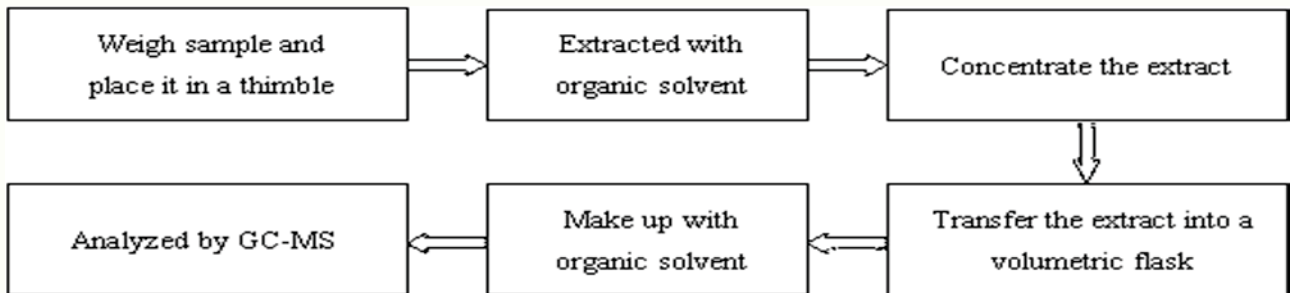 Weigh sample and
place it in a thimble
Extracted with
organic solvent
Concentrate the extract
Transfer the extract into a
volumetric flask
Make up with
organic solvent
Analyzed by GC-MS